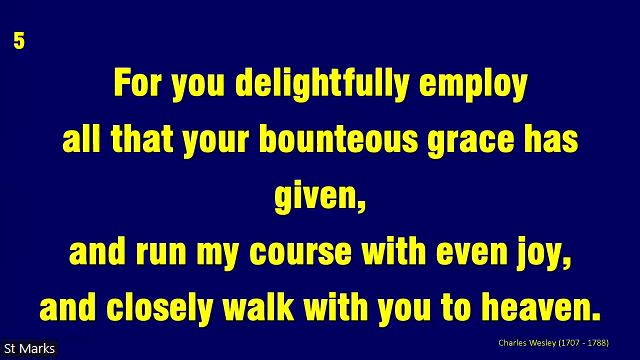 5
For you delightfully employ
all that your bounteous grace has
given,
and run my course with even joy,
and closely walk with you to heaven.
Charles Wesley (1707 - 1788)
St Marks